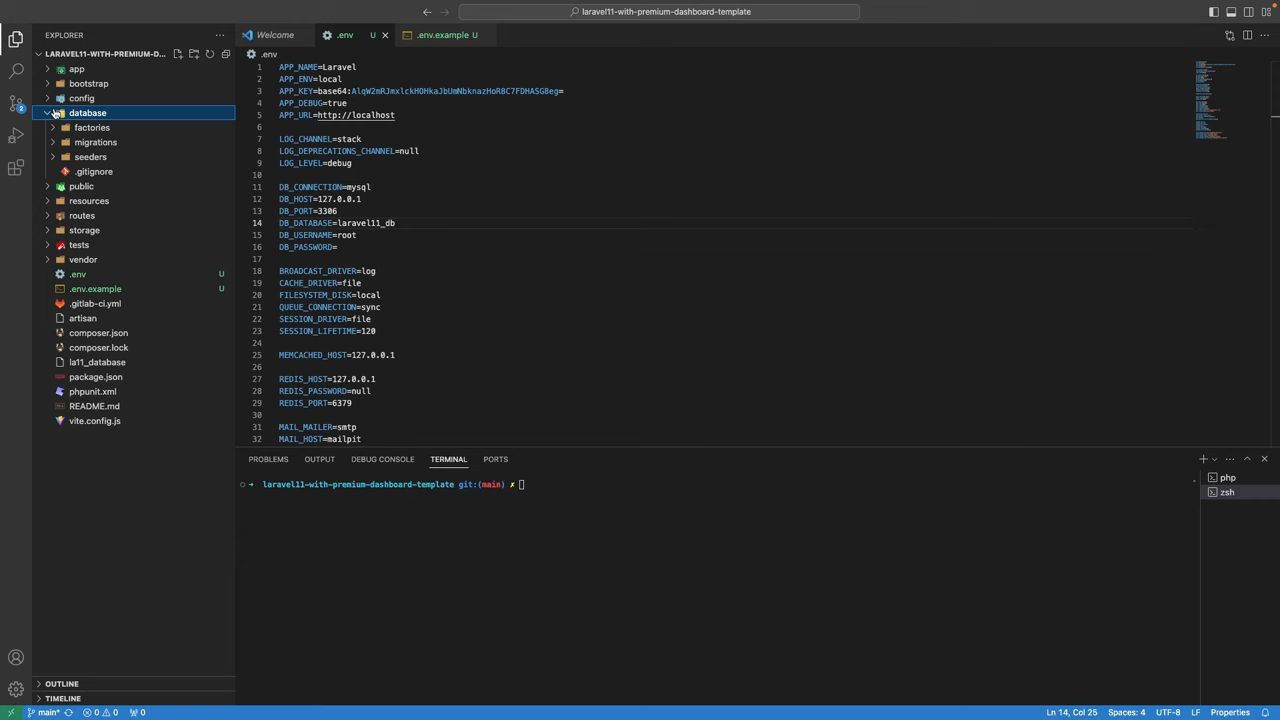 laravel11-with-premium-dashboard-template
EXPLORER
LARAVEL11-WITH-PREMIUM-D...
app
bootstrap
config
database
factories
migrations
seeders
.gitignore
public
resources
routes
storage
tests
vendor
.env U
.env.example U
.gitlab-ci.yml
artisan
composer.json
composer.lock
la11_database
package.json
phpunit.xml
README.md
vite.config.js
OUTLINE
TIMELINE
2
Welcome
.env U
.env.example U
.env
1 APP_NAME=Laravel
2 APP_ENV=local
3 APP_KEY=base64:AlqW2mRJmxlckHOHkaJbUmNbknazHoR8C7FDHASG8eg=
4 APP_DEBUG=true
5 APP_URL=http://localhost
6
7 LOG_CHANNEL=stack
8 LOG_DEPRECATIONS_CHANNEL=null
9 LOG_LEVEL=debug
10
11 DB_CONNECTION=mysql
12 DB_HOST=127.0.0.1
13 DB_PORT=3306
14 DB_DATABASE=laravel11_db
15 DB_USERNAME=root
16 DB_PASSWORD=
17
18 BROADCAST_DRIVER=log
19 CACHE_DRIVER=file
20 FILESYSTEM_DISK=local
21 QUEUE_CONNECTION=sync
22 SESSION_DRIVER=file
23 SESSION_LIFETIME=120
24
25 MEMCACHED_HOST=127.0.0.1
26
27 REDIS_HOST=127.0.0.1
28 REDIS_PASSWORD=null
29 REDIS_PORT=6379
30
31 MAIL_MAILER=smtp
32 MAIL_HOST=mailpit
PROBLEMS OUTPUT DEBUG CONSOLE TERMINAL PORTS
laravel11-with-premium-dashboard-template git:(main) ✗
php
zsh
main* 0 0 0
Ln 14, Col 25 Spaces: 4 UTF-8 LF Properties